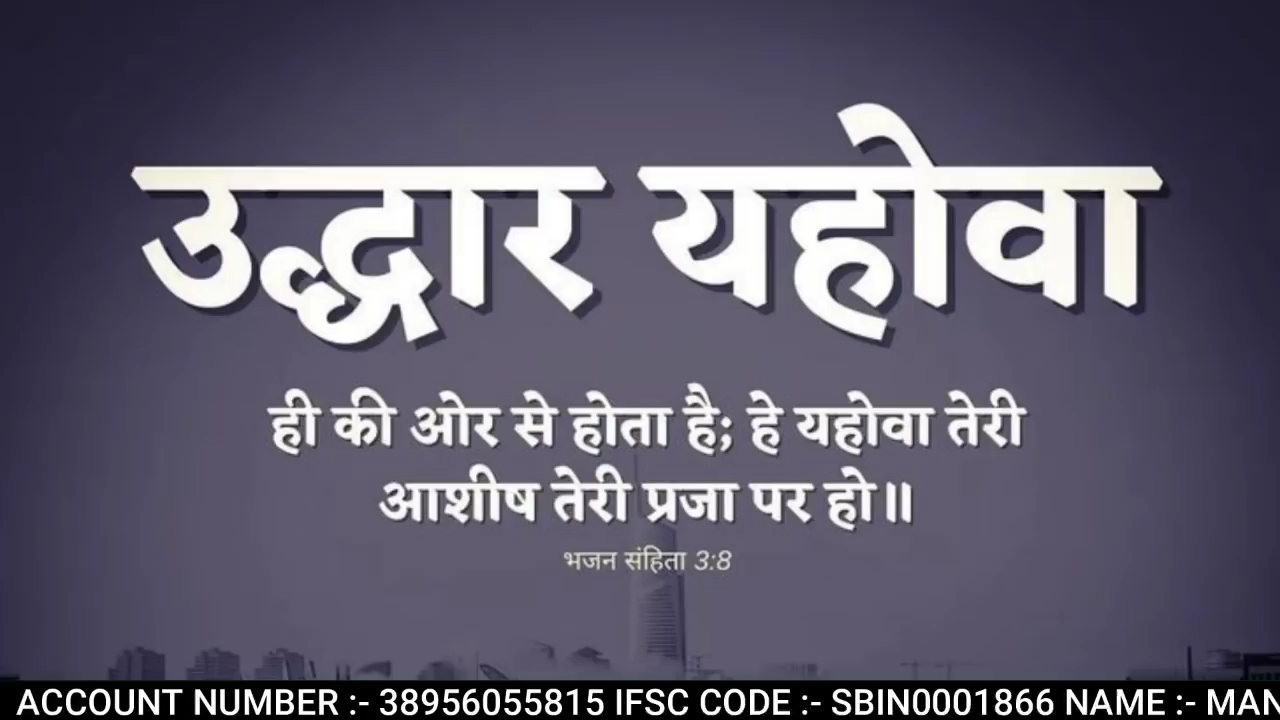 उद्धार यहोवा
ही की ओर से होता है; हे यहोवा तेरी
आशीष तेरी प्रजा पर हो॥
भजन संहिता 3:8
ACCOUNT NUMBER :- 38956055815 IFSC CODE :- SBIN0001866 NAME :- MAN